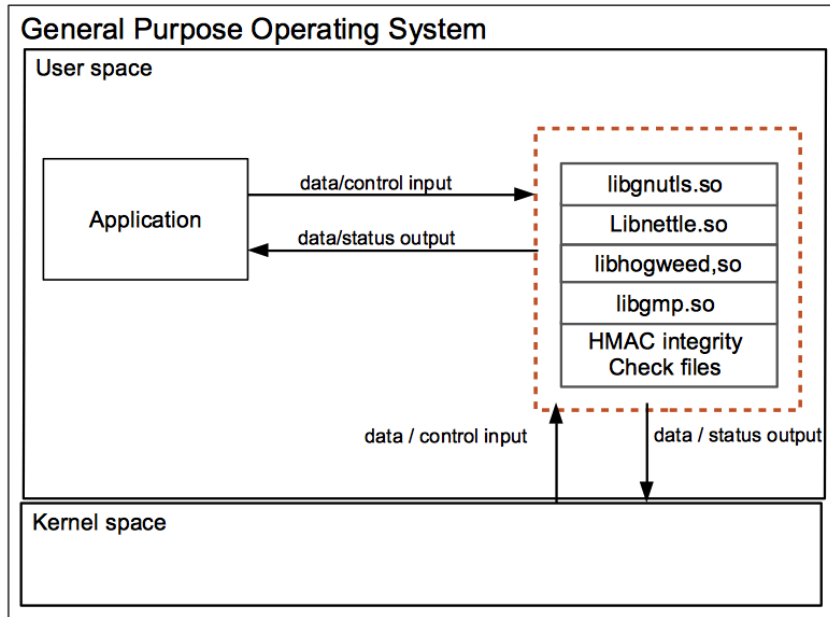 General Purpose Operating System
User space
Application
data/control input
data/status output
libgnutls.so
Libnettle.so
libhogweed,so
libgmp.so
HMAC integrity
Check files
data / control input
data / status output
Kernel space